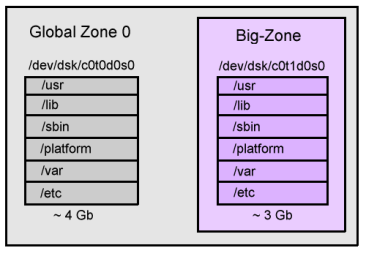 Global Zone 0
/dev/dsk/c0t0d0s0
/usr
/lib
/sbin
/platform
/var
/etc
~ 4 Gb
Big-Zone
/dev/dsk/c0t1d0s0
/usr
/lib
/sbin
/platform
/var
/etc
~ 3 Gb